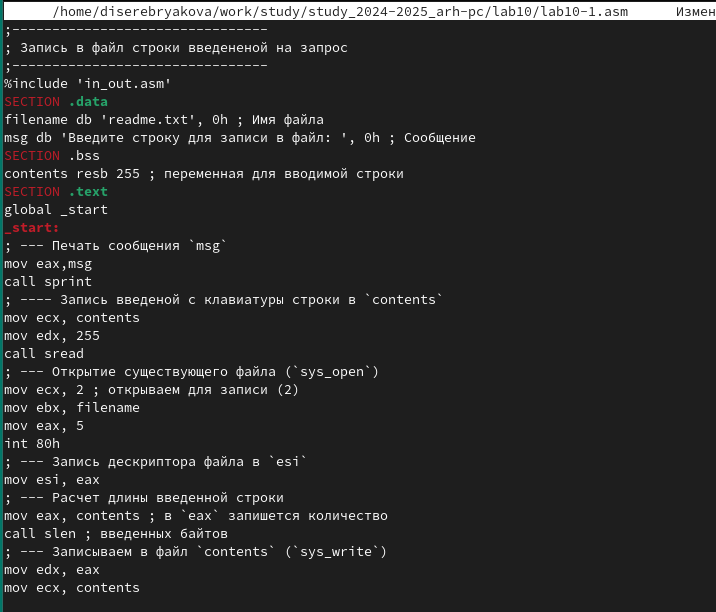 /home/diserebryakova/work/study/study_2024-2025_arh-pc/lab10/lab10-1.asm Измен
;--------------------------------
; Запись в файл строки введененой на запрос
;--------------------------------
%include 'in_out.asm'
SECTION .data
filename db 'readme.txt', 0h ; Имя файла
msg db 'Введите строку для записи в файл: ', 0h ; Сообщение
SECTION .bss
contents resb 255 ; переменная для вводимой строки
SECTION .text
global _start
_start:
; --- Печать сообщения `msg`
mov eax,msg
call sprint
; ---- Запись введеной с клавиатуры строки в `contents`
mov ecx, contents
mov edx, 255
call sread
; --- Открытие существующего файла (`sys_open`)
mov ecx, 2 ; открываем для записи (2)
mov ebx, filename
mov eax, 5
int 80h
; --- Запись дескриптора файла в `esi`
mov esi, eax
; --- Расчет длины введенной строки
mov eax, contents ; в `eax` запишется количество
call slen ; введенных байтов
; --- Записываем в файл `contents` (`sys_write`)
mov edx, eax
mov ecx, contents